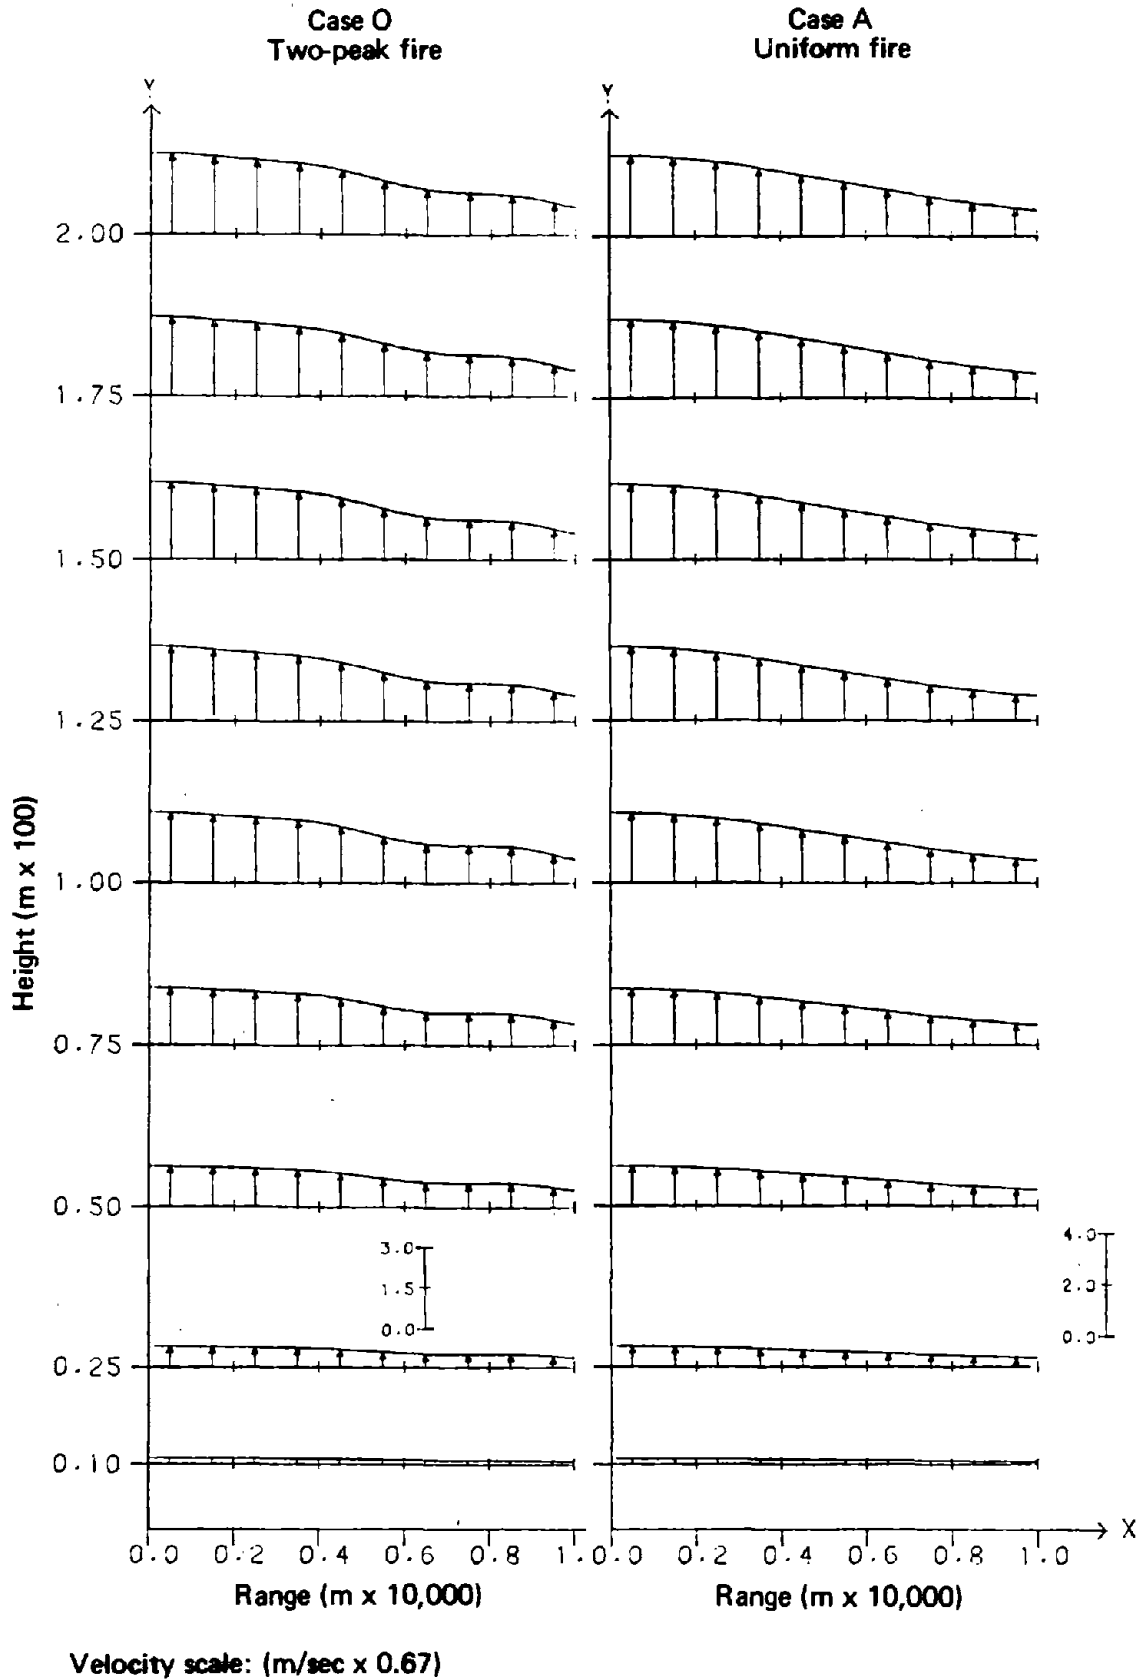 Case O
Two-peak fire
Case A
Uniform fire
Y
Y
2.00
1.75
1.50
1.25
1.00
0.75
0.50
0.25
0.10
Height (m x 100)
3.0
1.5
0.0
4.0
2.0
0.0
X
0.0 0.2 0.4 0.6 0.8 1.0
0.0 0.2 0.4 0.6 0.8 1.0
Range (m x 10,000)
Range (m x 10,000)
Velocity scale: (m/sec x 0.67)